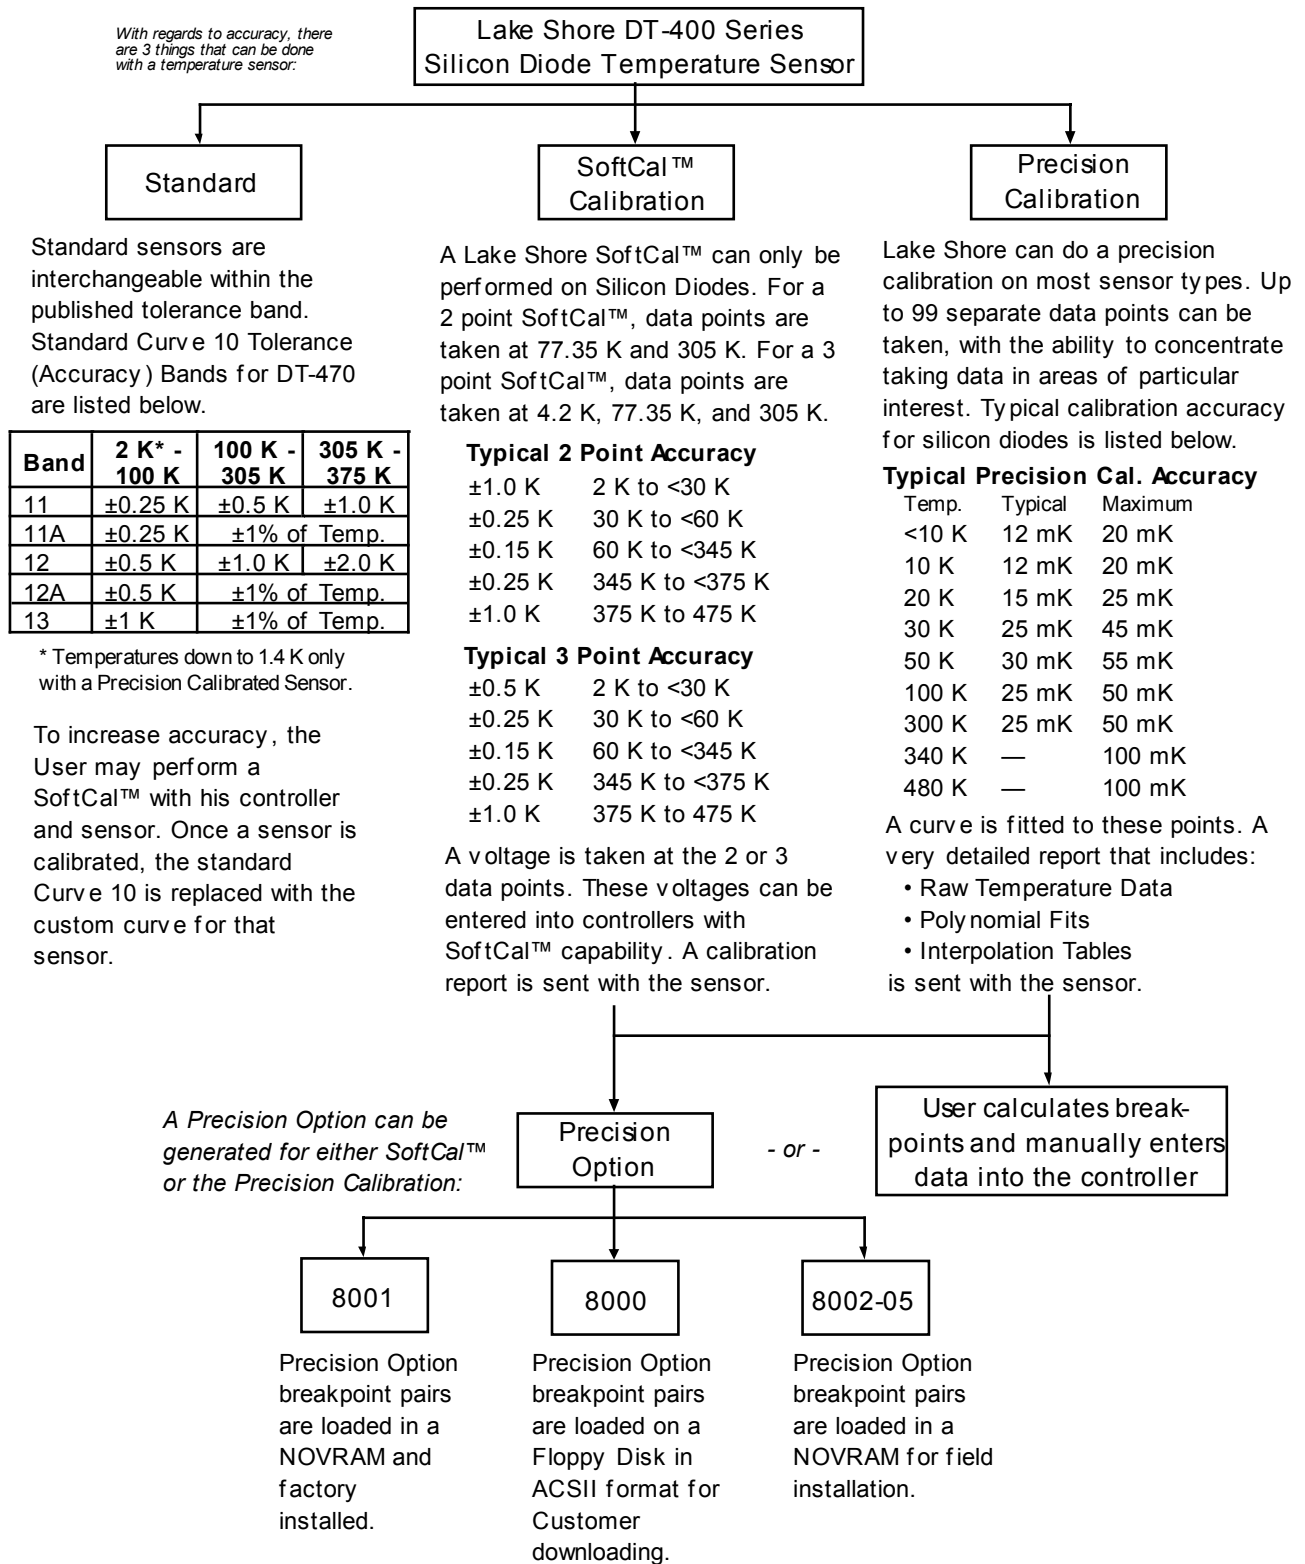 With regards to accuracy, there
are 3 things that can be done
with a temperature sensor:
Lake Shore DT-400 Series
Silicon Diode Temperature Sensor
Standard
Standard sensors are
interchangeable within the
published tolerance band.
Standard Curve 10 Tolerance
(Accuracy) Bands for DT-470
are listed below.
Band 2 K* - 100 K - 305 K -
100 K 305 K 375 K
11 ±0.25 K ±0.5 K ±1.0 K
11A ±0.25 K ±1% of Temp.
12 ±0.5 K ±1.0 K ±2.0 K
12A ±0.5 K ±1% of Temp.
13 ±1 K ±1% of Temp.
* Temperatures down to 1.4 K only
with a Precision Calibrated Sensor.
To increase accuracy, the
User may perform a
SoftCal™ with his controller
and sensor. Once a sensor is
calibrated, the standard
Curve 10 is replaced with the
custom curve for that
sensor.
SoftCal™
Calibration
A Lake Shore SoftCal™ can only be
performed on Silicon Diodes. For a
2 point SoftCal™, data points are
taken at 77.35 K and 305 K. For a 3
point SoftCal™, data points are
taken at 4.2 K, 77.35 K, and 305 K.
Typical 2 Point Accuracy
±1.0 K 2 K to <30 K
±0.25 K 30 K to <60 K
±0.15 K 60 K to <345 K
±0.25 K 345 K to <375 K
±1.0 K 375 K to 475 K
Typical 3 Point Accuracy
±0.5 K 2 K to <30 K
±0.25 K 30 K to <60 K
±0.15 K 60 K to <345 K
±0.25 K 345 K to <375 K
±1.0 K 375 K to 475 K
A voltage is taken at the 2 or 3
data points. These voltages can be
entered into controllers with
SoftCal™ capability. A calibration
report is sent with the sensor.
Precision
Calibration
Lake Shore can do a precision
calibration on most sensor types. Up
to 99 separate data points can be
taken, with the ability to concentrate
taking data in areas of particular
interest. Typical calibration accuracy
for silicon diodes is listed below.
Typical Precision Cal. Accuracy
Temp. Typical Maximum
<10 K 12 mK 20 mK
10 K 12 mK 20 mK
20 K 15 mK 25 mK
30 K 25 mK 45 mK
50 K 30 mK 55 mK
100 K 25 mK 50 mK
300 K 25 mK 50 mK
340 K — 100 mK
480 K — 100 mK
A curve is fitted to these points. A
very detailed report that includes:
• Raw Temperature Data
• Polynomial Fits
• Interpolation Tables
is sent with the sensor.
A Precision Option can be
generated for either SoftCal™
or the Precision Calibration:
Precision
Option
- or -
User calculates break-
points and manually enters
data into the controller
8001
Precision Option
breakpoint pairs
are loaded in a
NOVRAM and
factory
installed.
8000
Precision Option
breakpoint pairs
are loaded on a
Floppy Disk in
ACSII format for
Customer
downloading.
8002-05
Precision Option
breakpoint pairs
are loaded in a
NOVRAM for field
installation.